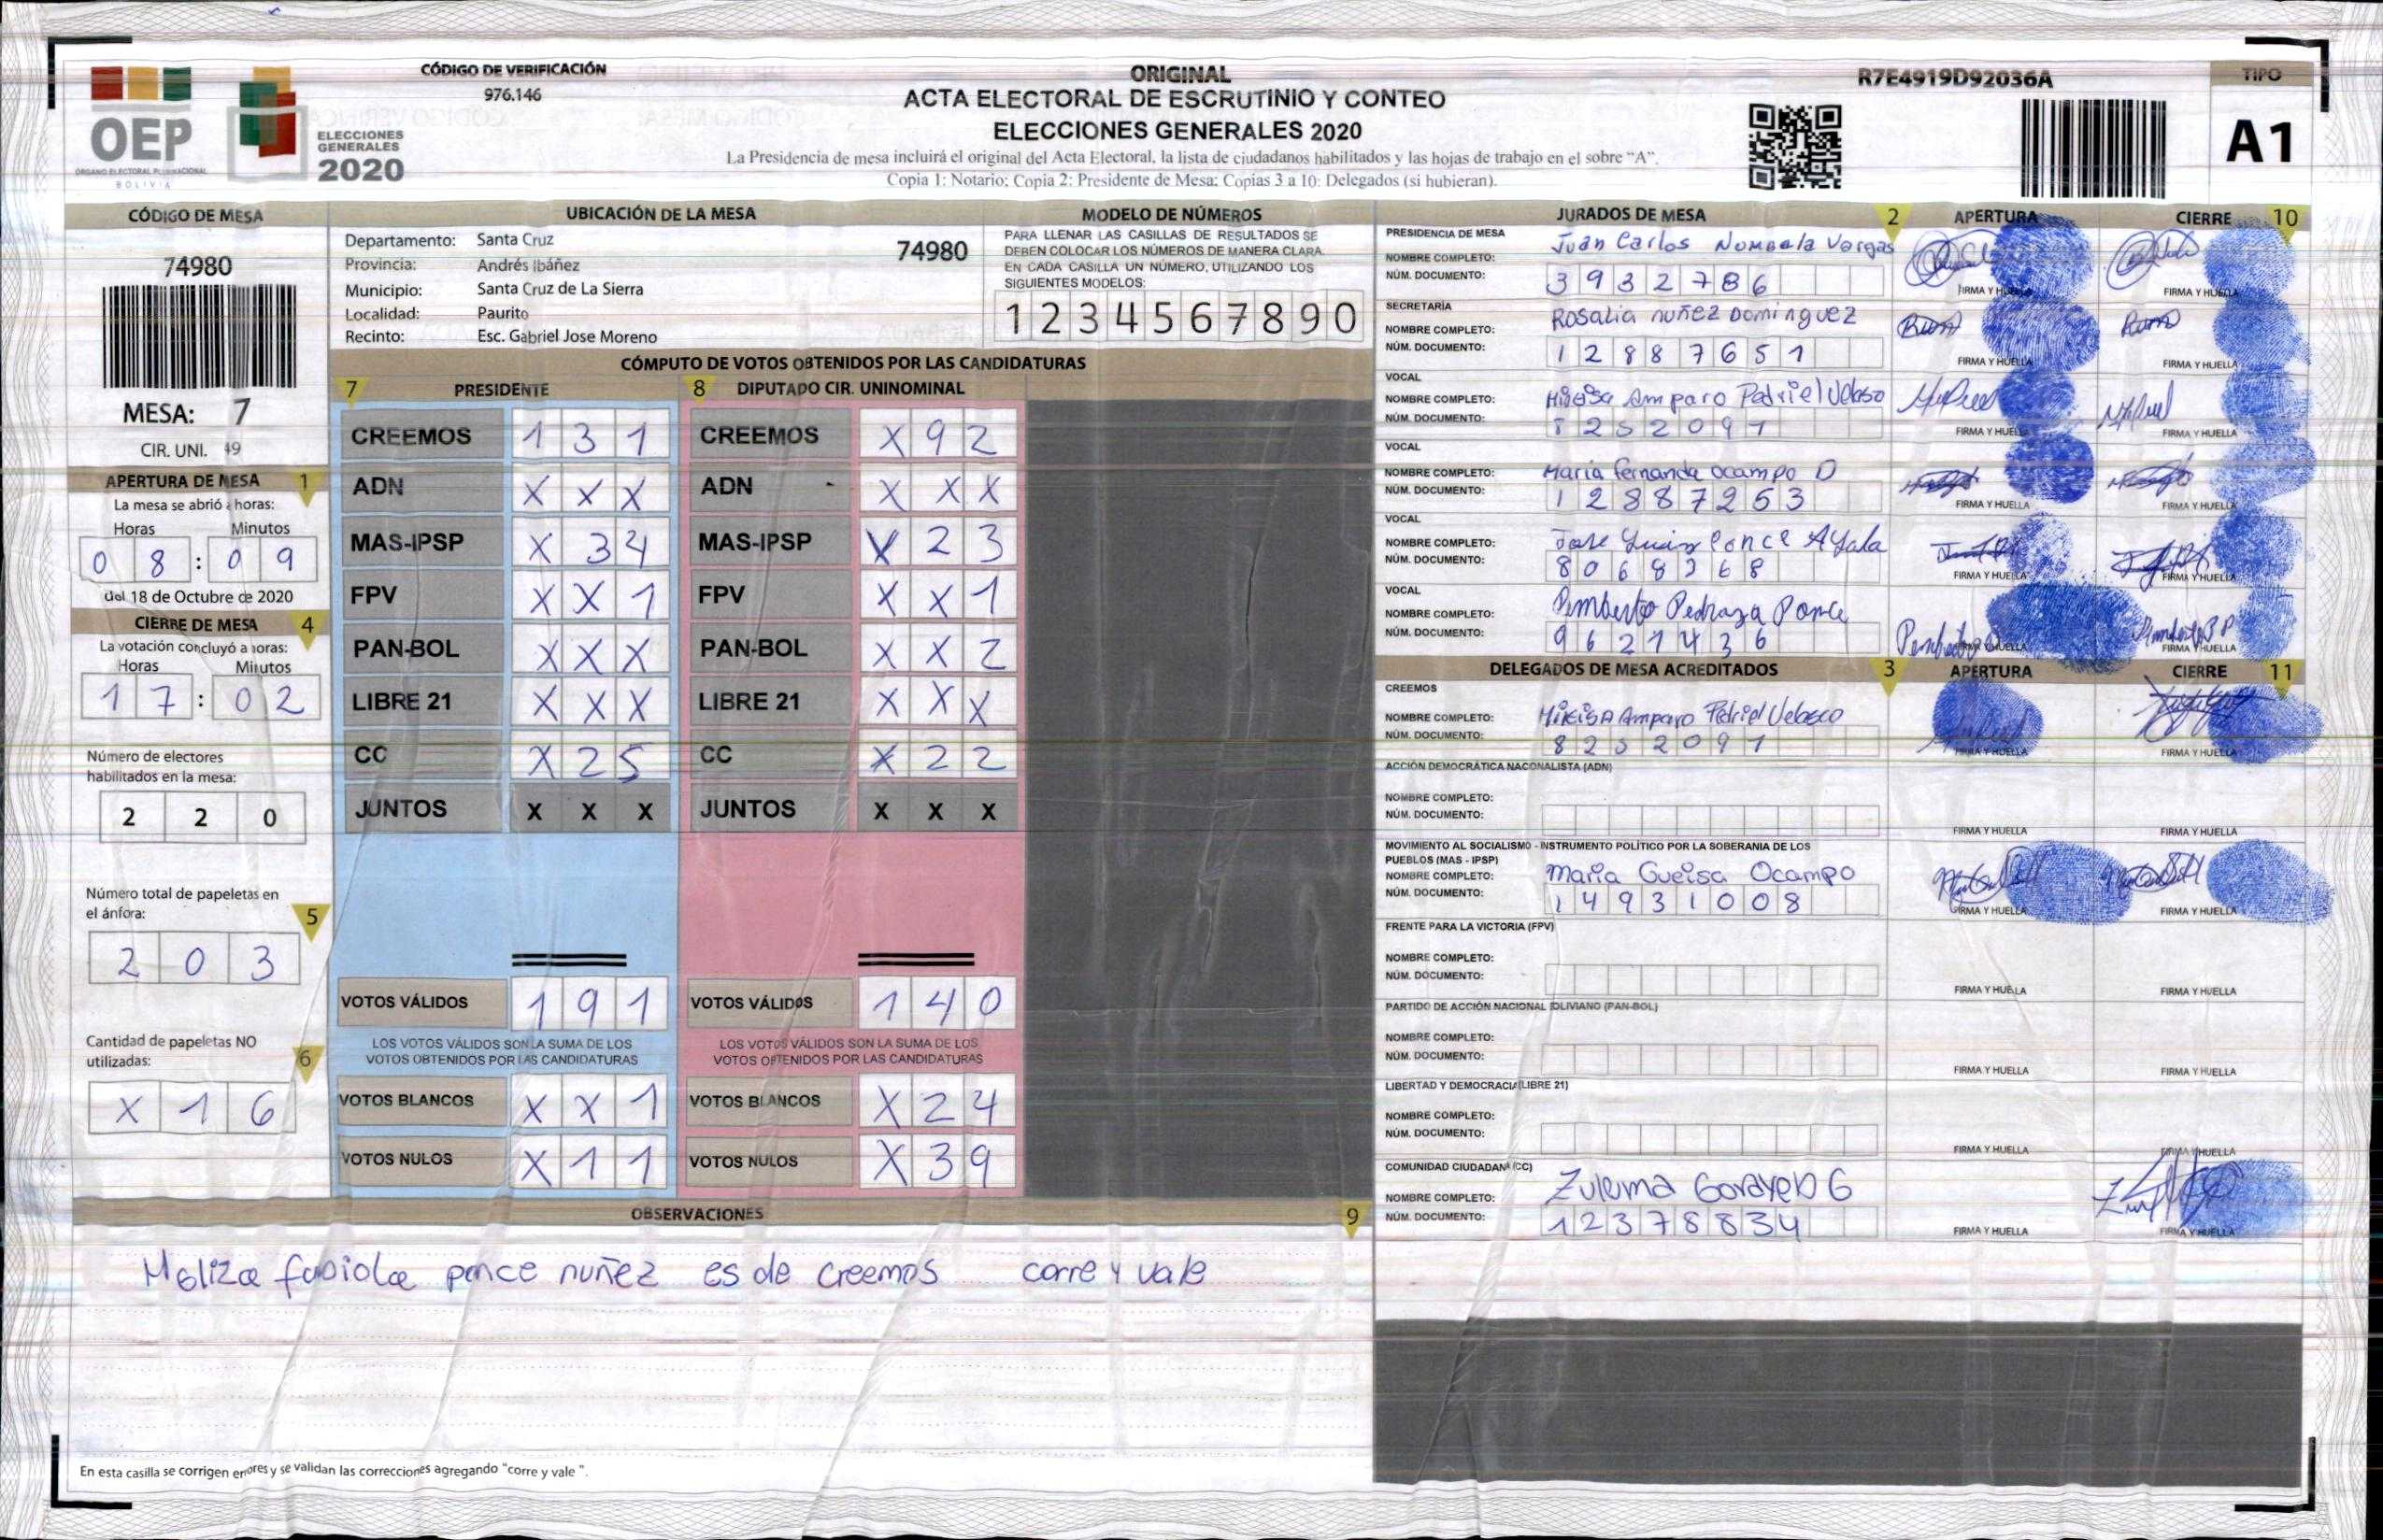 CÓDIGO DE VERIFICACIÓN
976.146
ORIGINAL
ACTA ELECTORAL DE ESCRUTINIO Y CONTEO
ELECCIONES GENERALES 2020
La Presidencia de mesa incluirá el original del Acta Electoral, la lista de ciudadanos habilitados y las hojas de trabajo en el sobre “A”.
Copia 1: Notario; Copia 2: Presidente de Mesa; Copias 3 a 10: Delegados (si hubieran).
R7E4919D92036A
TIPO
A1
OEP
ÓRGANO ELECTORAL PLURINACIONAL
BOLIVIA
ELECCIONES
GENERALES
2020
CÓDIGO DE MESA
74980
MESA: 7
CIR. UNI. 49
APERTURA DE MESA 1
La mesa se abrió a horas:
Horas Minutos
0 8 : 0 9
del 18 de Octubre de 2020
CIERRE DE MESA 4
La votación concluyó a horas:
Horas Minutos
1 7 : 0 2
Número de electores
habilitados en la mesa:
2 2 0
Número total de papeletas en
el ánfora: 5
2 0 3
Cantidad de papeletas NO
utilizadas: 6
X 1 6
UBICACIÓN DE LA MESA
Departamento: Santa Cruz
74980
Provincia: Andrés Ibáñez
Municipio: Santa Cruz de La Sierra
Localidad: Paurito
Recinto: Esc. Gabriel Jose Moreno
MODELO DE NÚMEROS
PARA LLENAR LAS CASILLAS DE RESULTADOS SE
DEBEN COLOCAR LOS NÚMEROS DE MANERA CLARA.
EN CADA CASILLA UN NÚMERO, UTILIZANDO LOS
SIGUIENTES MODELOS:
1 2 3 4 5 6 7 8 9 0
CÓMPUTO DE VOTOS OBTENIDOS POR LAS CANDIDATURAS
7 PRESIDENTE 8 DIPUTADO CIR. UNINOMINAL
CREEMOS 1 3 1 CREEMOS X 9 2
ADN X X X ADN X X X
MAS-IPSP X 3 4 MAS-IPSP X 2 3
FPV X X 1 FPV X X 1
PAN-BOL X X X PAN-BOL X X 2
LIBRE 21 X X X LIBRE 21 X X X
CC X 2 5 CC X 2 2
JUNTOS X X X JUNTOS X X X
VOTOS VÁLIDOS 1 9 1 VOTOS VÁLIDOS 1 4 0
LOS VOTOS VÁLIDOS SON LA SUMA DE LOS LOS VOTOS VÁLIDOS SON LA SUMA DE LOS
VOTOS OBTENIDOS POR LAS CANDIDATURAS VOTOS OBTENIDOS POR LAS CANDIDATURAS
VOTOS BLANCOS X X 1 VOTOS BLANCOS X 2 4
VOTOS NULOS X 1 1 VOTOS NULOS X 3 9
OBSERVACIONES 9
Meliza fabiola ponce nuñez es de creemos corre y vale
En esta casilla se corrigen errores y se validan las correcciones agregando "corre y vale ".
JURADOS DE MESA 2 APERTURA CIERRE 10
PRESIDENCIA DE MESA
NOMBRE COMPLETO: Juan Carlos Vargas
NÚM. DOCUMENTO: 3 9 3 2 7 8 6
FIRMA Y HUELLA FIRMA Y HUELLA
SECRETARÍA
NOMBRE COMPLETO: Rosalia nuñez Dominguez
NÚM. DOCUMENTO: 1 2 8 8 7 6 5 1
FIRMA Y HUELLA FIRMA Y HUELLA
VOCAL
NOMBRE COMPLETO: Amparo Pedriel Velasco
NÚM. DOCUMENTO: 8 2 5 2 0 9 1
FIRMA Y HUELLA FIRMA Y HUELLA
VOCAL
NOMBRE COMPLETO: Maria fernanda ocampo D
NÚM. DOCUMENTO: 1 2 8 8 7 2 5 3
FIRMA Y HUELLA FIRMA Y HUELLA
VOCAL
NOMBRE COMPLETO: Jose Luis Ponce Ayala
NÚM. DOCUMENTO: 8 0 6 8 2 6 8
FIRMA Y HUELLA FIRMA Y HUELLA
VOCAL
NOMBRE COMPLETO: Pedraza Ponce
NÚM. DOCUMENTO: 9 6 2 1 4 3 6
FIRMA Y HUELLA FIRMA Y HUELLA
DELEGADOS DE MESA ACREDITADOS 3 APERTURA CIERRE 11
CREEMOS
NOMBRE COMPLETO: Amparo Pedriel Velasco
NÚM. DOCUMENTO: 8 2 5 2 0 9 1
FIRMA Y HUELLA FIRMA Y HUELLA
ACCIÓN DEMOCRÁTICA NACIONALISTA (ADN)
NOMBRE COMPLETO:
NÚM. DOCUMENTO:
FIRMA Y HUELLA FIRMA Y HUELLA
MOVIMIENTO AL SOCIALISMO - INSTRUMENTO POLÍTICO POR LA SOBERANIA DE LOS
PUEBLOS (MAS - IPSP)
NOMBRE COMPLETO: Maria Gueisa Ocampo
NÚM. DOCUMENTO: 1 4 9 3 1 0 0 8
FIRMA Y HUELLA FIRMA Y HUELLA
FRENTE PARA LA VICTORIA (FPV)
NOMBRE COMPLETO:
NÚM. DOCUMENTO:
FIRMA Y HUELLA FIRMA Y HUELLA
PARTIDO DE ACCIÓN NACIONAL BOLIVIANO (PAN-BOL)
NOMBRE COMPLETO:
NÚM. DOCUMENTO:
FIRMA Y HUELLA FIRMA Y HUELLA
LIBERTAD Y DEMOCRACIA (LIBRE 21)
NOMBRE COMPLETO:
NÚM. DOCUMENTO:
FIRMA Y HUELLA FIRMA Y HUELLA
COMUNIDAD CIUDADANA (CC)
NOMBRE COMPLETO: Zulema G
NÚM. DOCUMENTO: 1 2 3 7 8 8 3 4
FIRMA Y HUELLA FIRMA Y HUELLA